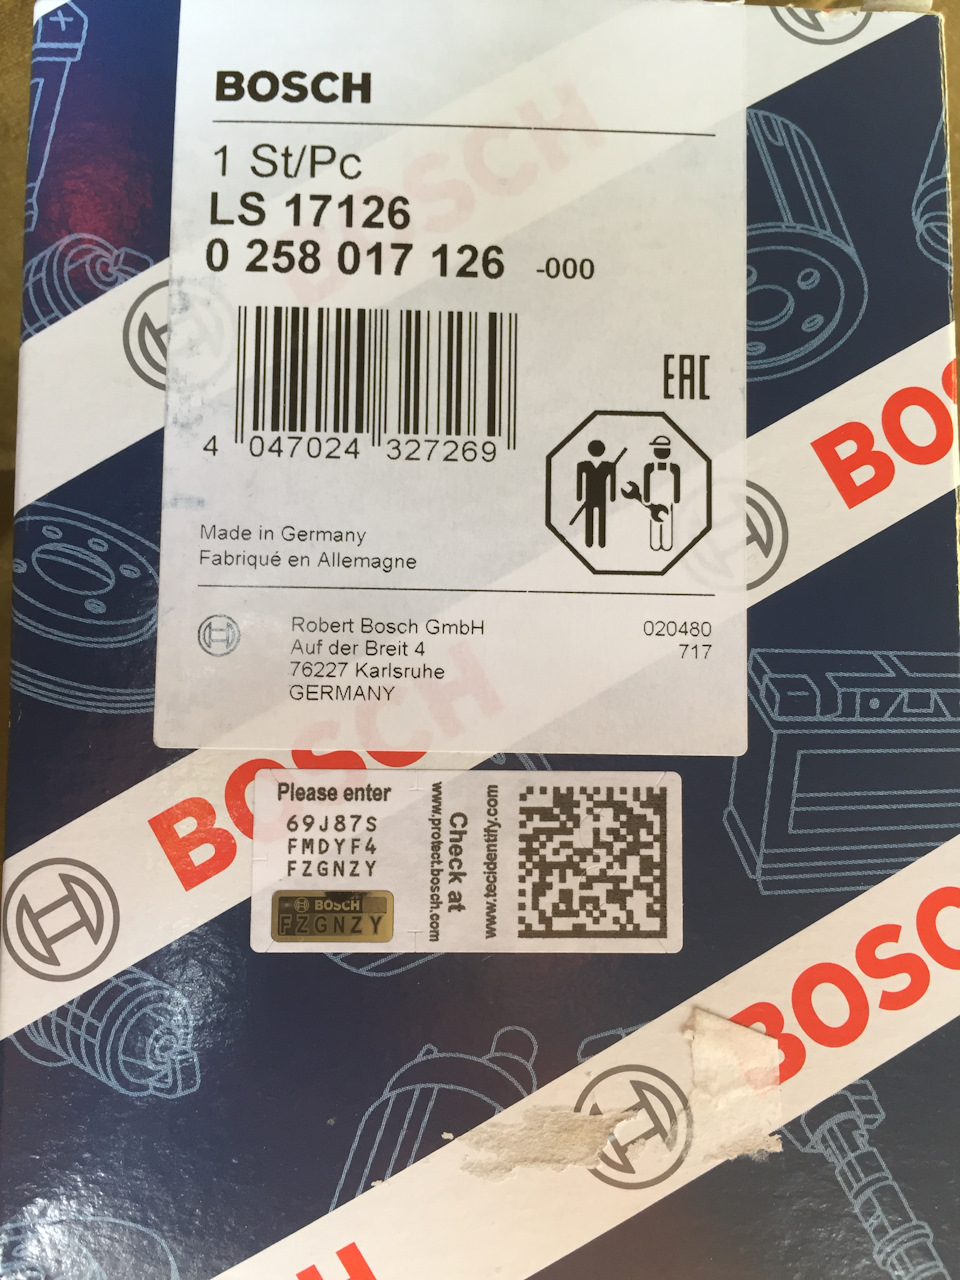 BOSCH
1 St/Pc
LS 17126
0 258 017 126 -000
EAC
4 047024 327269
Made in Germany
Fabriqué en Allemagne
Robert Bosch GmbH
Auf der Breit 4
76227 Karlsruhe
GERMANY
020480
717
BOSCH
BOSCH
BO
BOSCH
Please enter
69J87S
FMDYF4
FZGNZY
BOSCH
FZGNZY
www.protect.bosch.com
Check at
www.tecidentify.com
BOSC
H